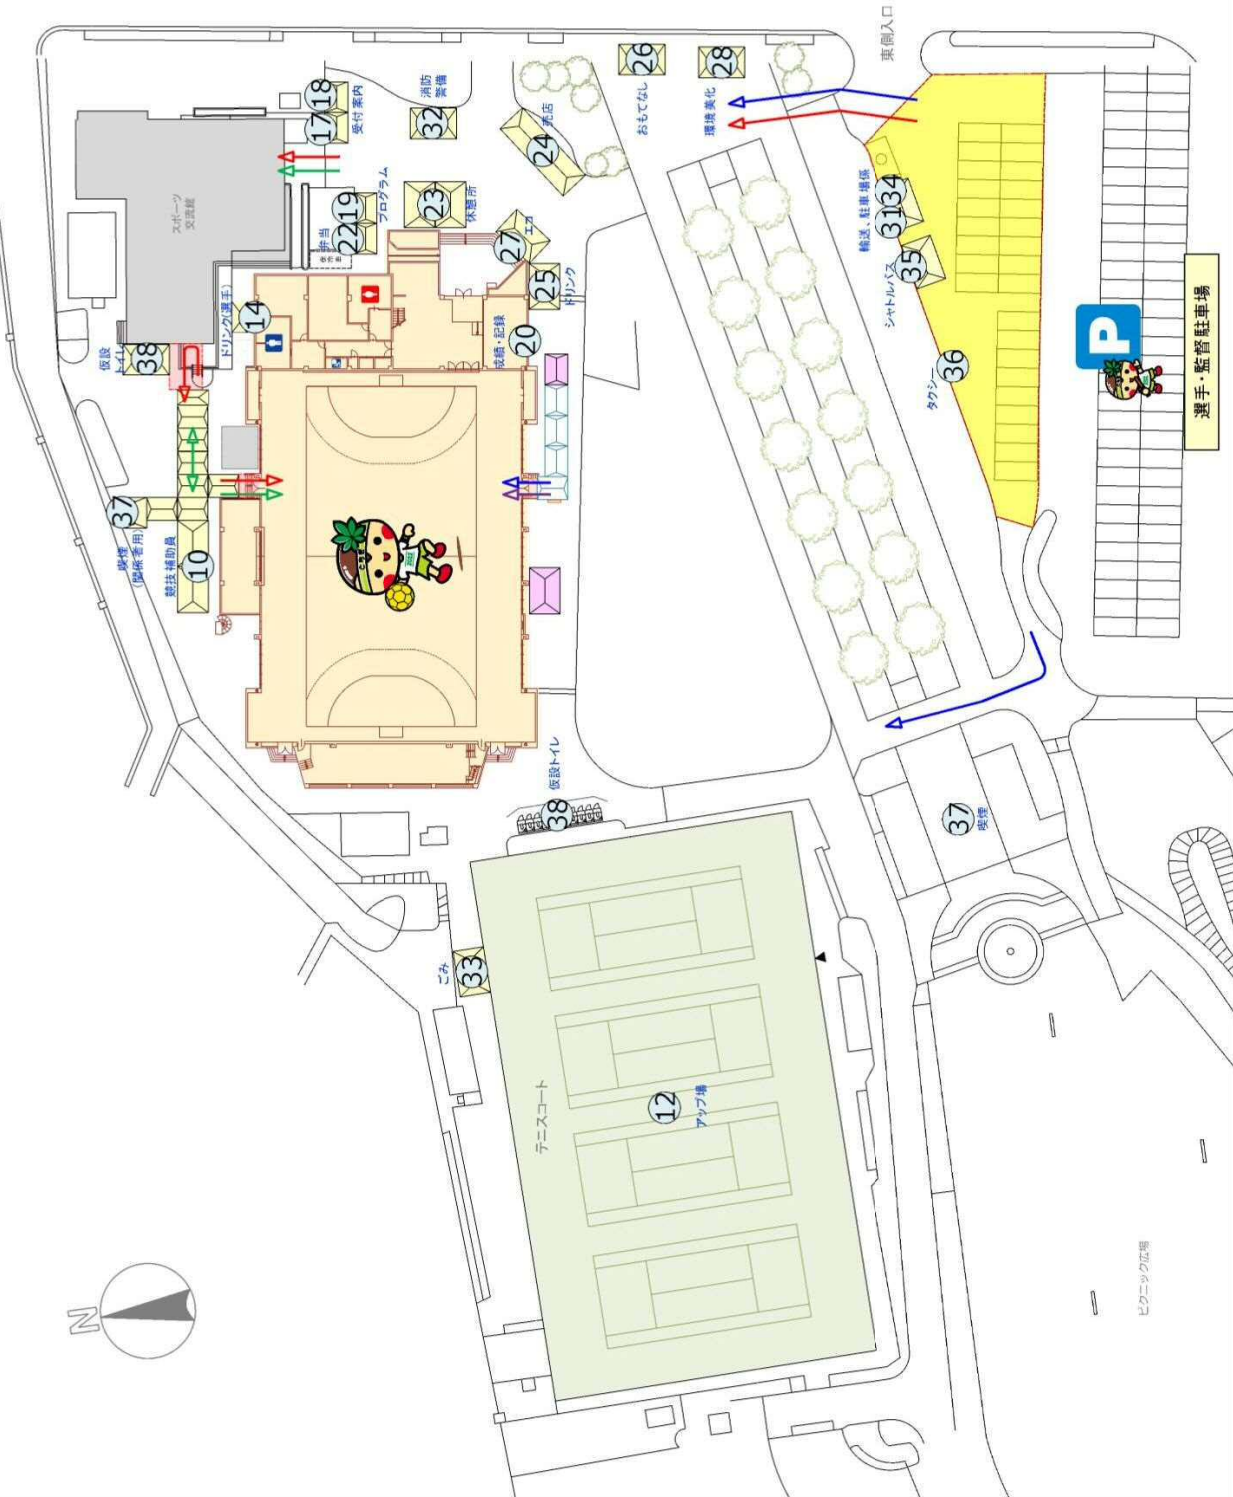 東側入口
26
おもてなし
28
環境美化
18
17
受付案内
消防
警備
32
売店
24
スポーツ
交流館
弁当
22
19
プログラム
23
休憩所
27
エコ
25
ドリンク
輸送、駐車場係
31
34
シャトルバス
35
タクシー
36
P
選手・監督駐車場
ドリンク(選手)
14
成績・記録
20
仮設
トイレ
38
37
喫煙
(関係者用)
競技補助員
10
仮設トイレ
38
37
喫煙
ごみ
33
テニスコート
12
アップ場
N
ピクニック広場